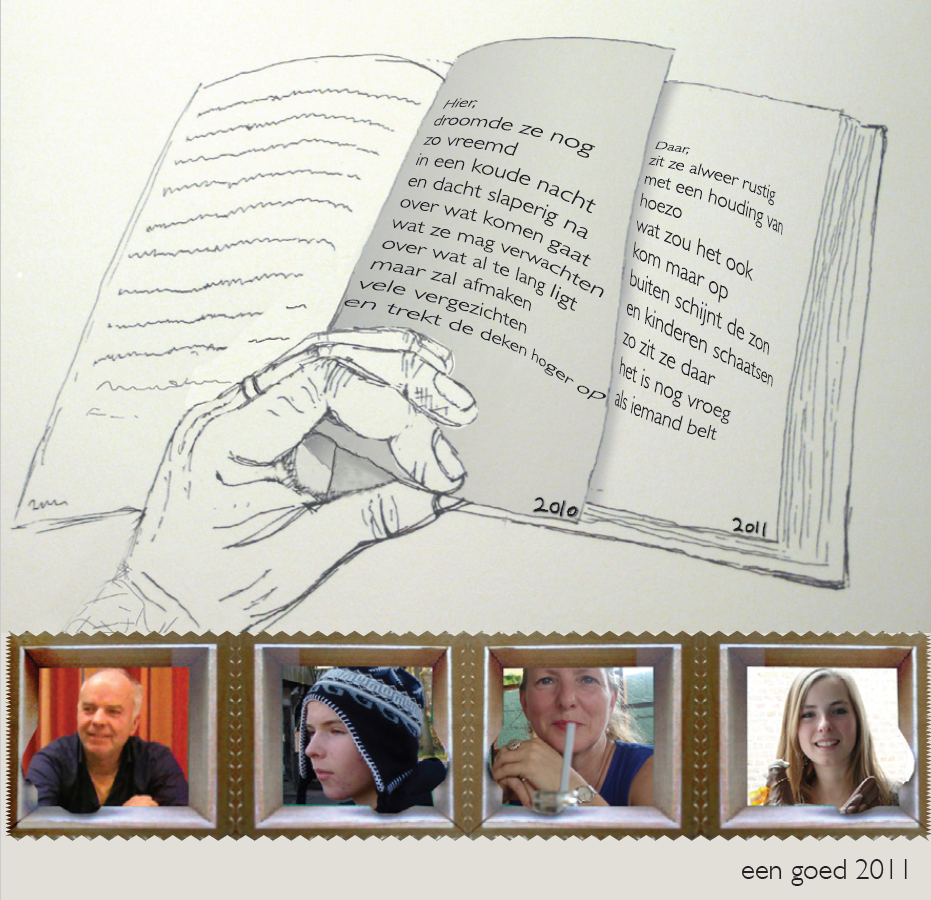 Hier,
droomde ze nog
zo vreemd
in een koude nacht
en dacht slaperig na
over wat komen gaat
wat ze mag verwachten
over wat al te lang ligt
maar zal afmaken
vele vergezichten
en trekt de deken hoger op
2010
Daar,
zit ze alweer rustig
met een houding van
hoezo
wat zou het ook
kom maar op
buiten schijnt de zon
en kinderen schaatsen
zo zit ze daar
het is nog vroeg
als iemand belt
2011
een goed 2011